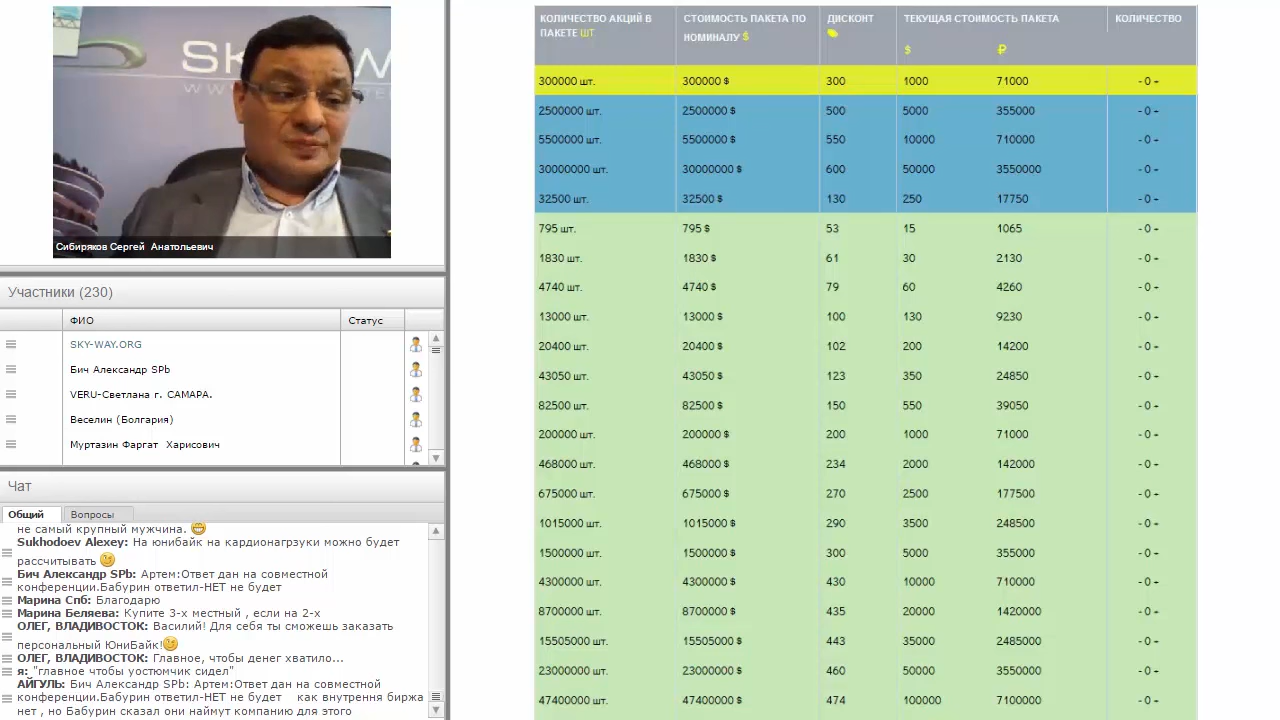 SK W
WW TE
Сибиряков Сергей Анатольевич
Участники (230)
ФИО Статус
SKY-WAY.ORG
Бич Александр SPb
VERU-Светлана г. САМАРА.
Веселин (Болгария)
Муртазин Фаргат Харисович
Чат
Общий Вопросы
не самый крупный мужчина.
Sukhodoev Alexey: На юнибайк на кардионагрзуки можно будет
рассчитывать
Бич Александр SPb: Артем:Ответ дан на совместной
конференции.Бабурин ответил-НЕТ не будет
Марина Спб: Благодарю
Марина Беляева: Купите 3-х местный , если на 2-х
ОЛЕГ, ВЛАДИВОСТОК: Василий! Для себя ты сможешь заказать
персональный ЮниБайк!
ОЛЕГ, ВЛАДИВОСТОК: Главное, чтобы денег хватило...
я: "главное чтобы устюмчик сидел"
АЙГУЛЬ: Бич Александр SPb: Артем:Ответ дан на совместной
конференции.Бабурин ответил-НЕТ не будет как внутрення биржа
нет , но Бабурин сказал они наймут компанию для этого
КОЛИЧЕСТВО АКЦИЙ В СТОИМОСТЬ ПАКЕТА ПО ДИСКОНТ ТЕКУЩАЯ СТОИМОСТЬ ПАКЕТА КОЛИЧЕСТВО
ПАКЕТЕ ШТ НОМИНАЛУ $
$ ₽
300000 шт. 300000 $ 300 1000 71000 - 0 +
2500000 шт. 2500000 $ 500 5000 355000 - 0 +
5500000 шт. 5500000 $ 550 10000 710000 - 0 +
30000000 шт. 30000000 $ 600 50000 3550000 - 0 +
32500 шт. 32500 $ 130 250 17750 - 0 +
795 шт. 795 $ 53 15 1065 - 0 +
1830 шт. 1830 $ 61 30 2130 - 0 +
4740 шт. 4740 $ 79 60 4260 - 0 +
13000 шт. 13000 $ 100 130 9230 - 0 +
20400 шт. 20400 $ 102 200 14200 - 0 +
43050 шт. 43050 $ 123 350 24850 - 0 +
82500 шт. 82500 $ 150 550 39050 - 0 +
200000 шт. 200000 $ 200 1000 71000 - 0 +
468000 шт. 468000 $ 234 2000 142000 - 0 +
675000 шт. 675000 $ 270 2500 177500 - 0 +
1015000 шт. 1015000 $ 290 3500 248500 - 0 +
1500000 шт. 1500000 $ 300 5000 355000 - 0 +
4300000 шт. 4300000 $ 430 10000 710000 - 0 +
8700000 шт. 8700000 $ 435 20000 1420000 - 0 +
15505000 шт. 15505000 $ 443 35000 2485000 - 0 +
23000000 шт. 23000000 $ 460 50000 3550000 - 0 +
47400000 шт. 47400000 $ 474 100000 7100000 - 0 +